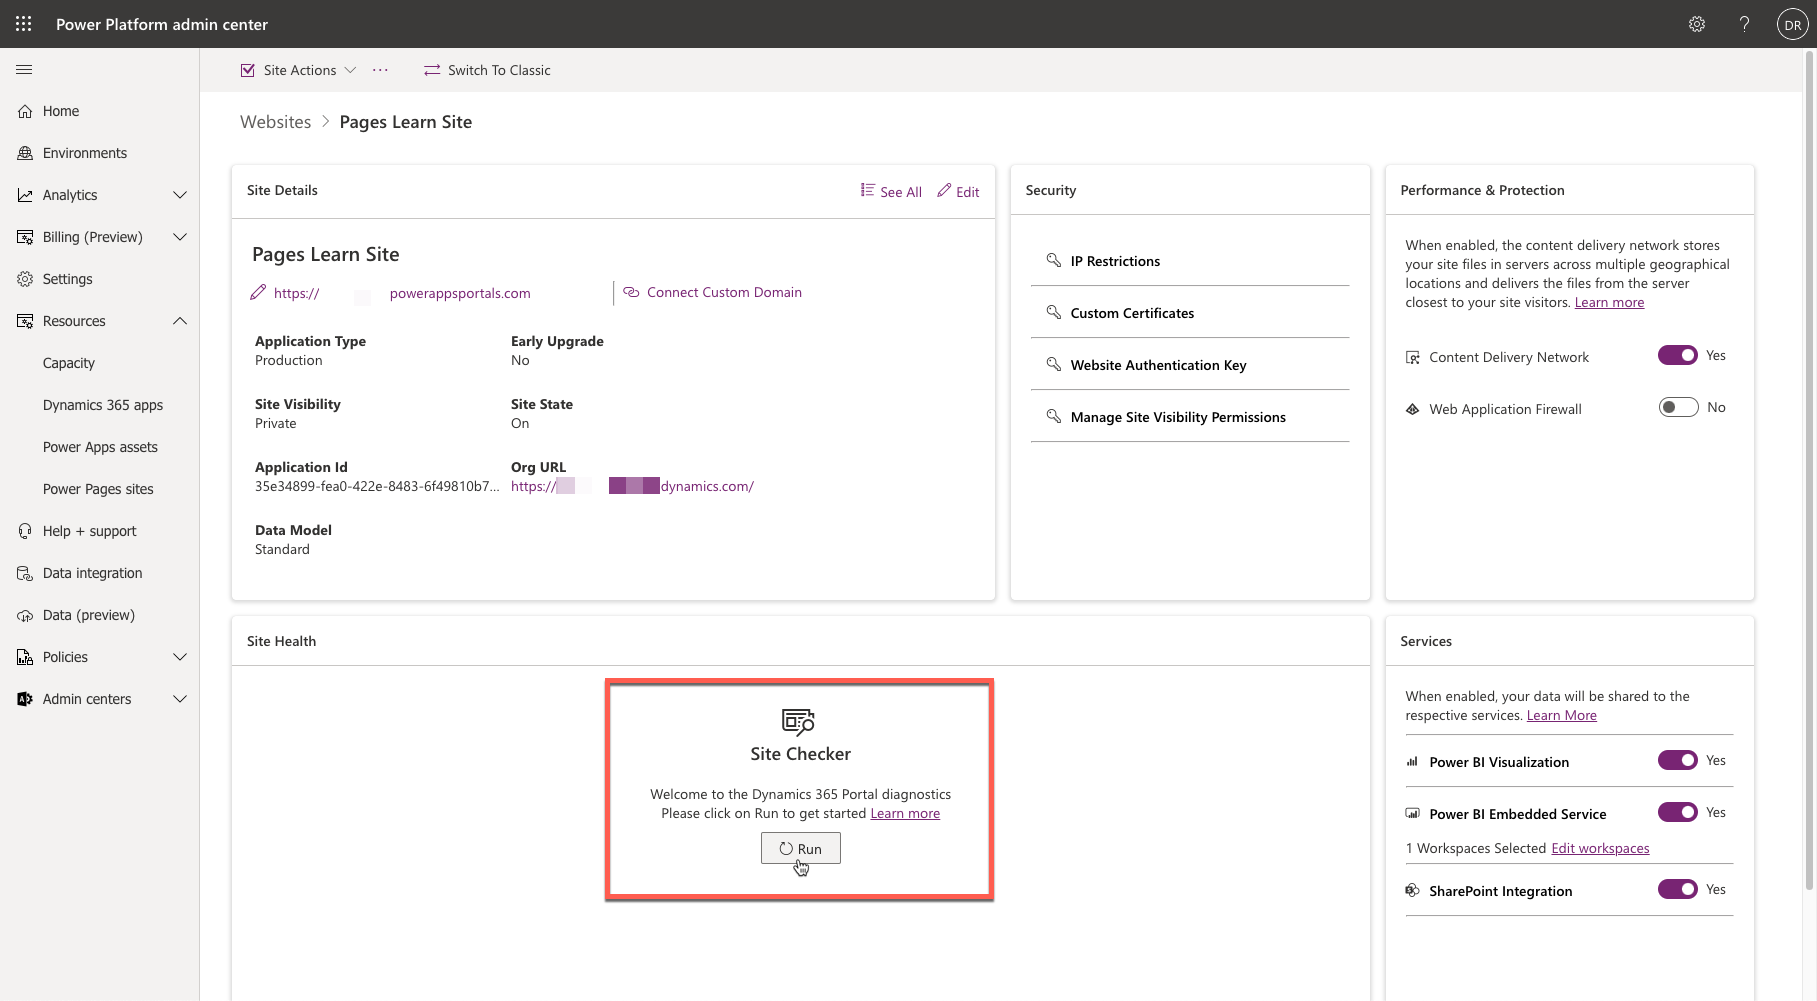 Power Platform admin center
?
DR
Site Actions
Switch To Classic
Home
Environments
Analytics
Billing (Preview)
Settings
Resources
Capacity
Dynamics 365 apps
Power Apps assets
Power Pages sites
Help + support
Data integration
Data (preview)
Policies
Admin centers
Websites > Pages Learn Site
Site Details
See All
Edit
Pages Learn Site
https:// powerappsportals.com
Connect Custom Domain
Application Type
Production
Early Upgrade
No
Site Visibility
Private
Site State
On
Application Id
35e34899-fea0-422e-8483-6f49810b7...
Org URL
https:// dynamics.com/
Data Model
Standard
Security
IP Restrictions
Custom Certificates
Website Authentication Key
Manage Site Visibility Permissions
Performance & Protection
When enabled, the content delivery network stores
your site files in servers across multiple geographical
locations and delivers the files from the server
closest to your site visitors. Learn more
Content Delivery Network
Yes
Web Application Firewall
No
Site Health
Site Checker
Welcome to the Dynamics 365 Portal diagnostics
Please click on Run to get started Learn more
Run
Services
When enabled, your data will be shared to the
respective services. Learn More
Power BI Visualization
Yes
Power BI Embedded Service
Yes
1 Workspaces Selected Edit workspaces
SharePoint Integration
Yes